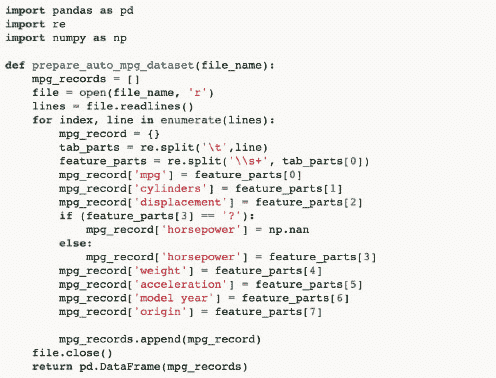 import pandas as pd
import re
import numpy as np

def prepare_auto_mpg_dataset(file_name):
    mpg_records = []
    file = open(file_name, 'r')
    lines = file.readlines()
    for index, line in enumerate(lines):
        mpg_record = {}
        tab_parts = re.split('\t',line)
        feature_parts = re.split('\\s+', tab_parts[0])
        mpg_record['mpg'] = feature_parts[0]
        mpg_record['cylinders'] = feature_parts[1]
        mpg_record['displacement'] = feature_parts[2]
        if (feature_parts[3] == '?'):
            mpg_record['horsepower'] = np.nan
        else:
            mpg_record['horsepower'] = feature_parts[3]
        mpg_record['weight'] = feature_parts[4]
        mpg_record['acceleration'] = feature_parts[5]
        mpg_record['model year'] = feature_parts[6]
        mpg_record['origin'] = feature_parts[7]

        mpg_records.append(mpg_record)
    file.close()
    return pd.DataFrame(mpg_records)